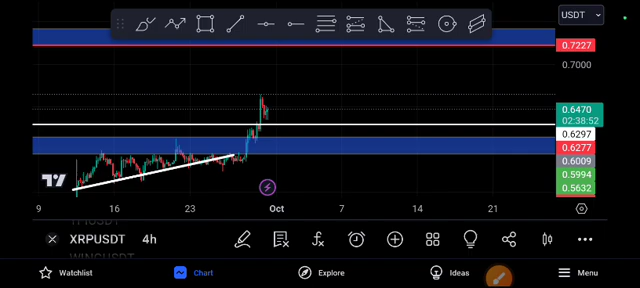 USDT
0.7227
0.7000
0.6470
02:38:52
0.6297
0.6277
0.6009
0.5994
0.5632
9 16 23 Oct 7 14 21
XRPUSDT 4h
Watchlist Chart Explore Ideas Menu